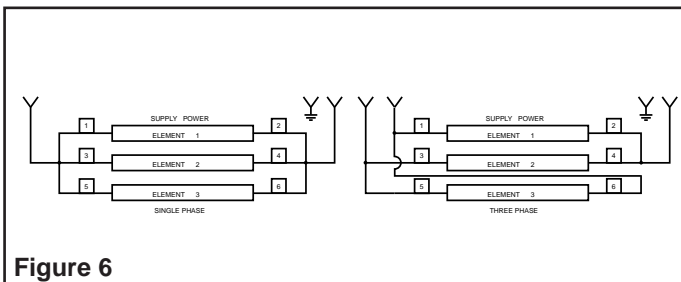 SUPPLY POWER
1
2
ELEMENT 1
3
4
ELEMENT 2
5
6
ELEMENT 3
SINGLE PHASE
SUPPLY POWER
1
2
ELEMENT 1
3
4
ELEMENT 2
5
6
ELEMENT 3
THREE PHASE
Figure 6